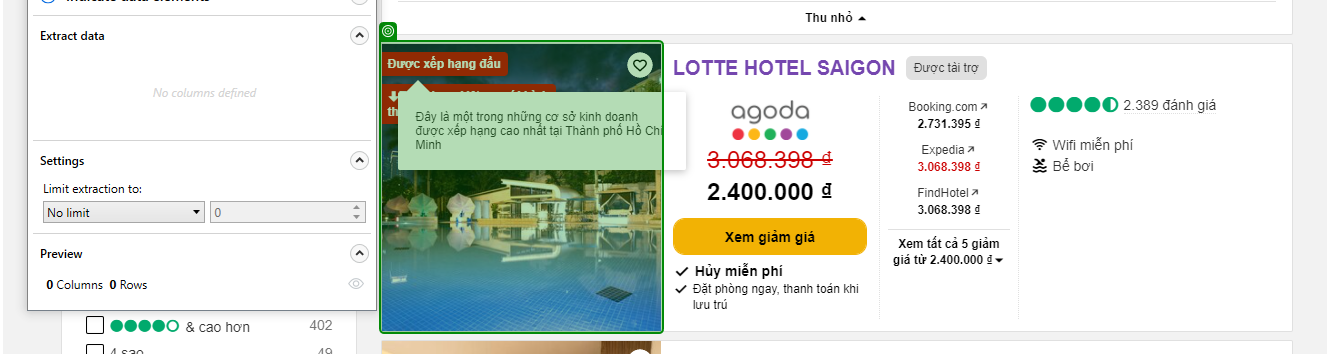 Indicate data elements
Extract data
No columns defined
Settings
Limit extraction to:
No limit
0
Preview
0 Columns 0 Rows
& cao hơn 402
4 sao 49
Thu nhỏ
Được xếp hạng đầu
Đây là một trong những cơ sở kinh doanh
được xếp hạng cao nhất tại Thành phố Hồ Chí
Minh
LOTTE HOTEL SAIGON
Được tài trợ
agoda
3.068.398 ₫
2.400.000 ₫
Xem giảm giá
Hủy miễn phí
Đặt phòng ngay, thanh toán khi
lưu trú
Booking.com
2.731.395 ₫
Expedia
3.068.398 ₫
FindHotel
3.068.398 ₫
Xem tất cả 5 giảm
giá từ 2.400.000 ₫
2.389 đánh giá
Wifi miễn phí
Bể bơi